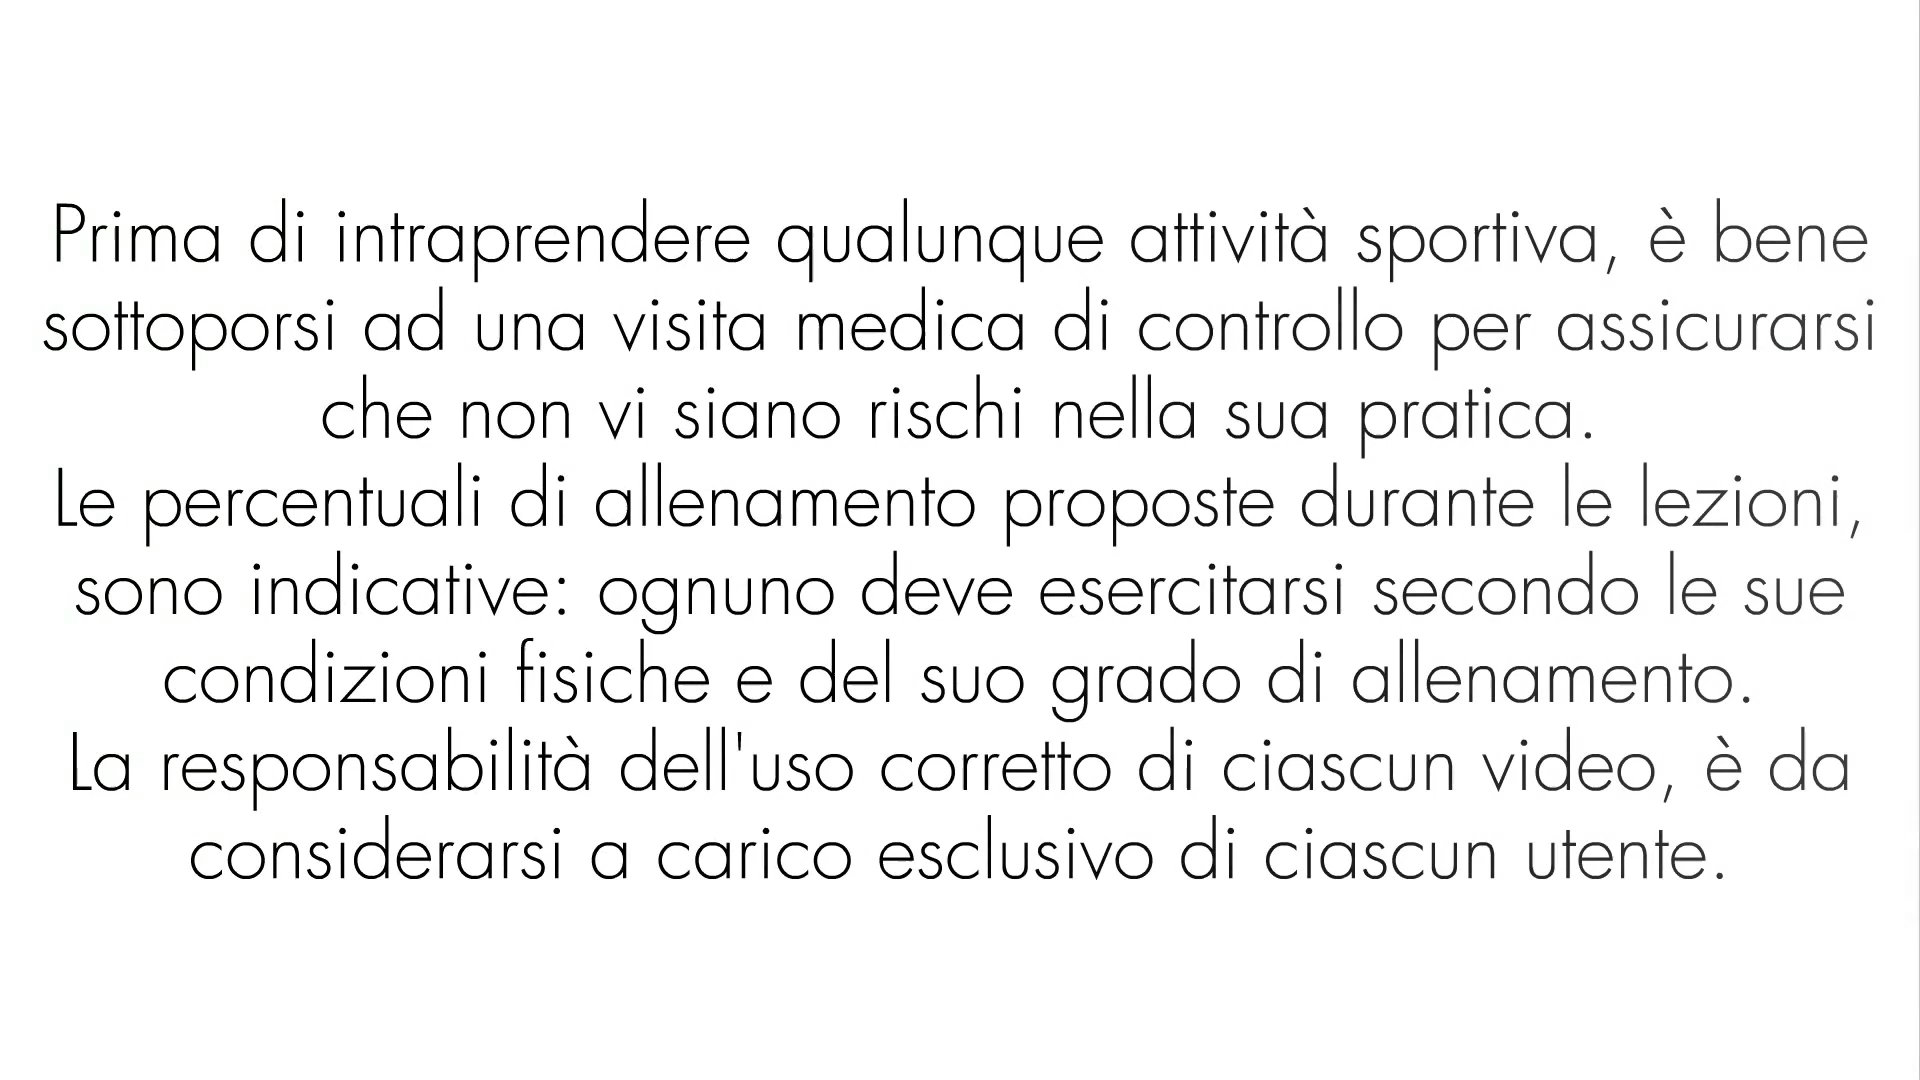 Prima di intraprendere qualunque attività sportiva, è bene
sottoporsi ad una visita medica di controllo per assicurarsi
che non vi siano rischi nella sua pratica.
Le percentuali di allenamento proposte durante le lezioni,
sono indicative: ognuno deve esercitarsi secondo le sue
condizioni fisiche e del suo grado di allenamento.
La responsabilità dell'uso corretto di ciascun video, è da
considerarsi a carico esclusivo di ciascun utente.